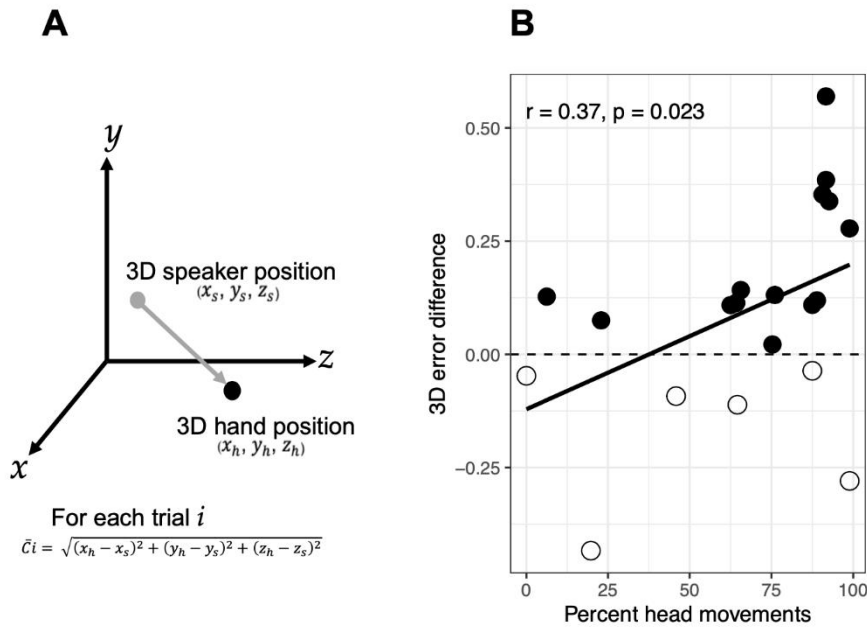 A
y
3D speaker position
(xₛ, yₛ, zₛ)
z
3D hand position
(xₕ, yₕ, zₕ)
x
For each trial i
C̄i = √(xₕ − xₛ)² + (yₕ − yₛ)² + (zₕ − zₛ)²
B
r = 0.37, p = 0.023
0.50
0.25
0.00
−0.25
3D error difference
0 25 50 75 100
Percent head movements